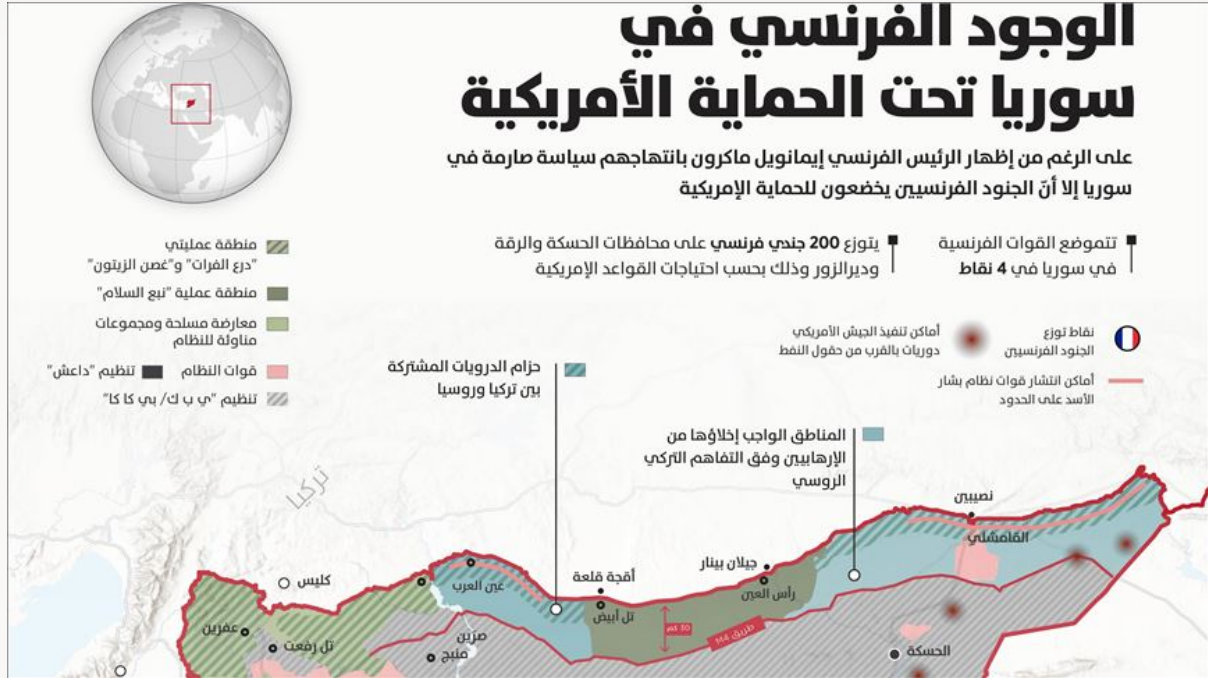 الوجود الفرنسي في
سوريا تحت الحماية الأمريكية
على الرغم من إظهار الرئيس الفرنسي إيمانويل ماكرون بانتهاجهم سياسة صارمة في
سوريا إلا أنّ الجنود الفرنسيين يخضعون للحماية الإمريكية
تتموضع القوات الفرنسية
في سوريا في 4 نقاط
يتوزع 200 جندي فرنسي على محافظات الحسكة والرقة
وديرالزور وذلك بحسب احتياجات القواعد الإمريكية
نقاط توزع
الجنود الفرنسيين
أماكن تنفيذ الجيش الأمريكي
دوريات بالقرب من حقول النفط
أماكن انتشار قوات نظام بشار
الأسد على الحدود
منطقة عمليتي
"درع الفرات" و"غصن الزيتون"
منطقة عملية "نبع السلام"
معارضة مسلحة ومجموعات
مناولة للنظام
قوات النظام
تنظيم "داعش"
تنظيم "ي ب ك/ بي كا كا"
حزام الدرويات المشتركة
بين تركيا وروسيا
المناطق الواجب إخلاؤها من
الإرهابيين وفق التفاهم التركي
الروسي
تركيا
نصيبين
القامشلي
جيلان بينار
رأس العين
أقجة قلعة
تل أبيض
عين العرب
كليس
عفرين
تل رفعت
صرين
منبج
30 كم
طريق M4
الحسكة